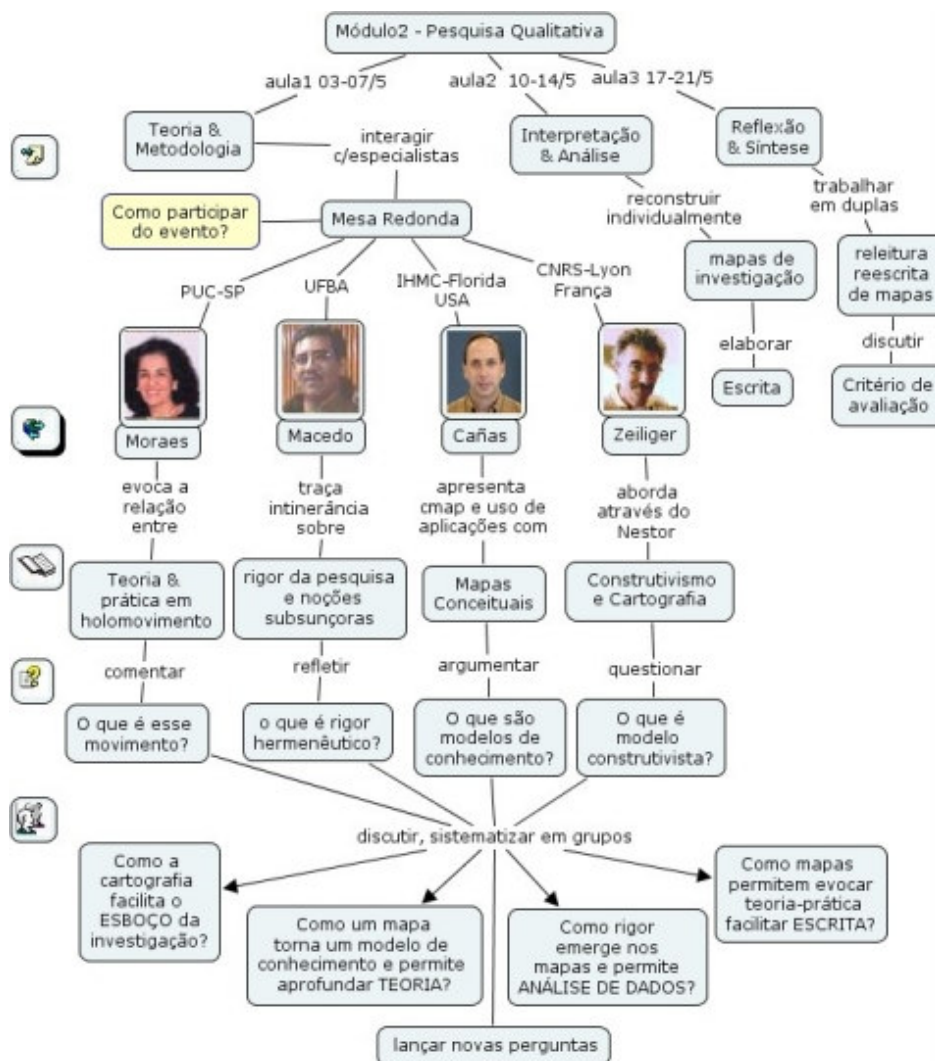 Módulo2 - Pesquisa Qualitativa
aula1 03-07/5
aula2 10-14/5
aula3 17-21/5
Teoria &
Metodologia
interagir
c/especialistas
Interpretação
& Análise
Reflexão
& Síntese
Como participar
do evento?
Mesa Redonda
reconstruir
individualmente
trabalhar
em duplas
mapas de
investigação
releitura
reescrita
de mapas
PUC-SP
UFBA
IHMC-Florida
USA
CNRS-Lyon
França
elaborar
discutir
Escrita
Critério de
avaliação
Moraes
Macedo
Cañas
Zeiliger
evoca a
relação
entre
traça
intinerância
sobre
apresenta
cmap e uso de
aplicações com
aborda
através do
Nestor
Teoria &
prática em
holomovimento
rigor da pesquisa
e noções
subsunçoras
Mapas
Conceituais
Construtivismo
e Cartografia
comentar
refletir
argumentar
questionar
O que é esse
movimento?
o que é rigor
hermenêutico?
O que são
modelos de
conhecimento?
O que é
modelo
construtivista?
discutir, sistematizar em grupos
Como a
cartografia
facilita o
ESBOÇO da
investigação?
Como um mapa
torna um modelo de
conhecimento e permite
aprofundar TEORIA?
Como rigor
emerge nos
mapas e permite
ANÁLISE DE DADOS?
Como mapas
permitem evocar
teoria-prática
facilitar ESCRITA?
lançar novas perguntas